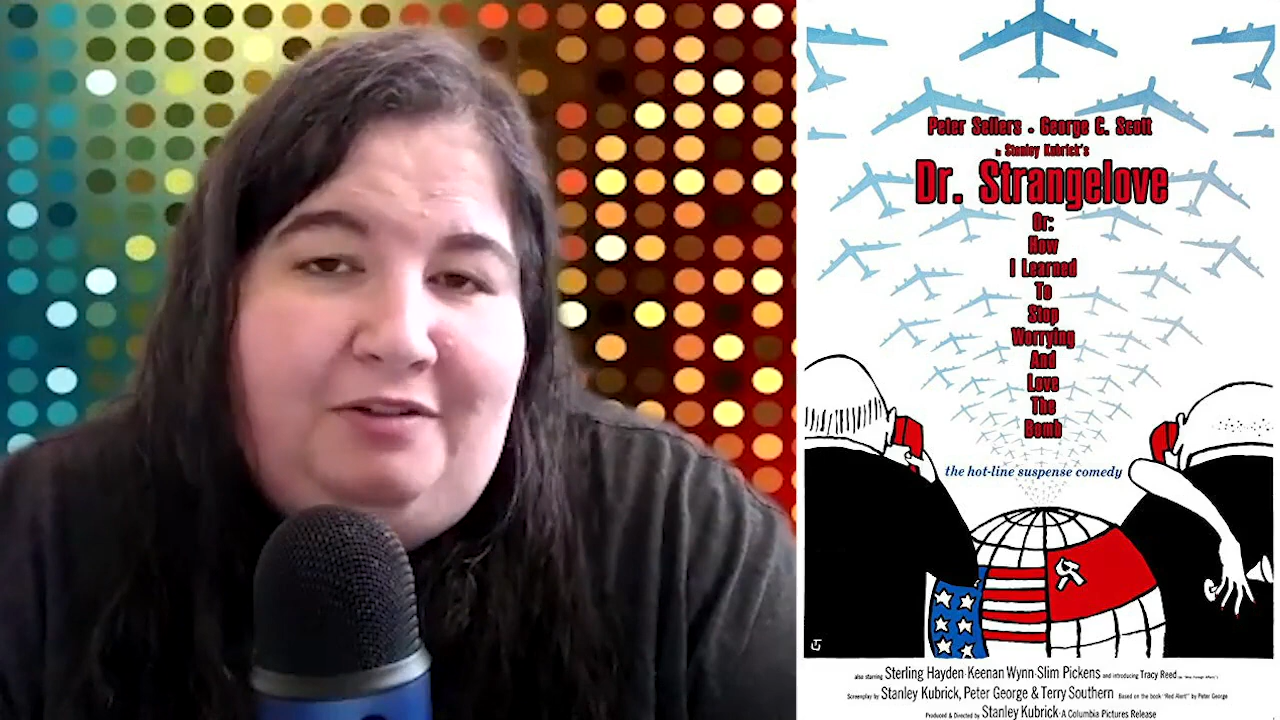 Peter Sellers · George C. Scott
in Stanley Kubrick's
Dr. Strangelove
Or:
How
I Learned
To
Stop
Worrying
And
Love
The
Bomb
the hot-line suspense comedy
also starring Sterling Hayden·Keenan Wynn·Slim Pickens and introducing Tracy Reed
Screenplay by Stanley Kubrick, Peter George & Terry Southern Based on the book "Red Alert" by Peter George
Produced & Directed by Stanley Kubrick·A Columbia Pictures Release